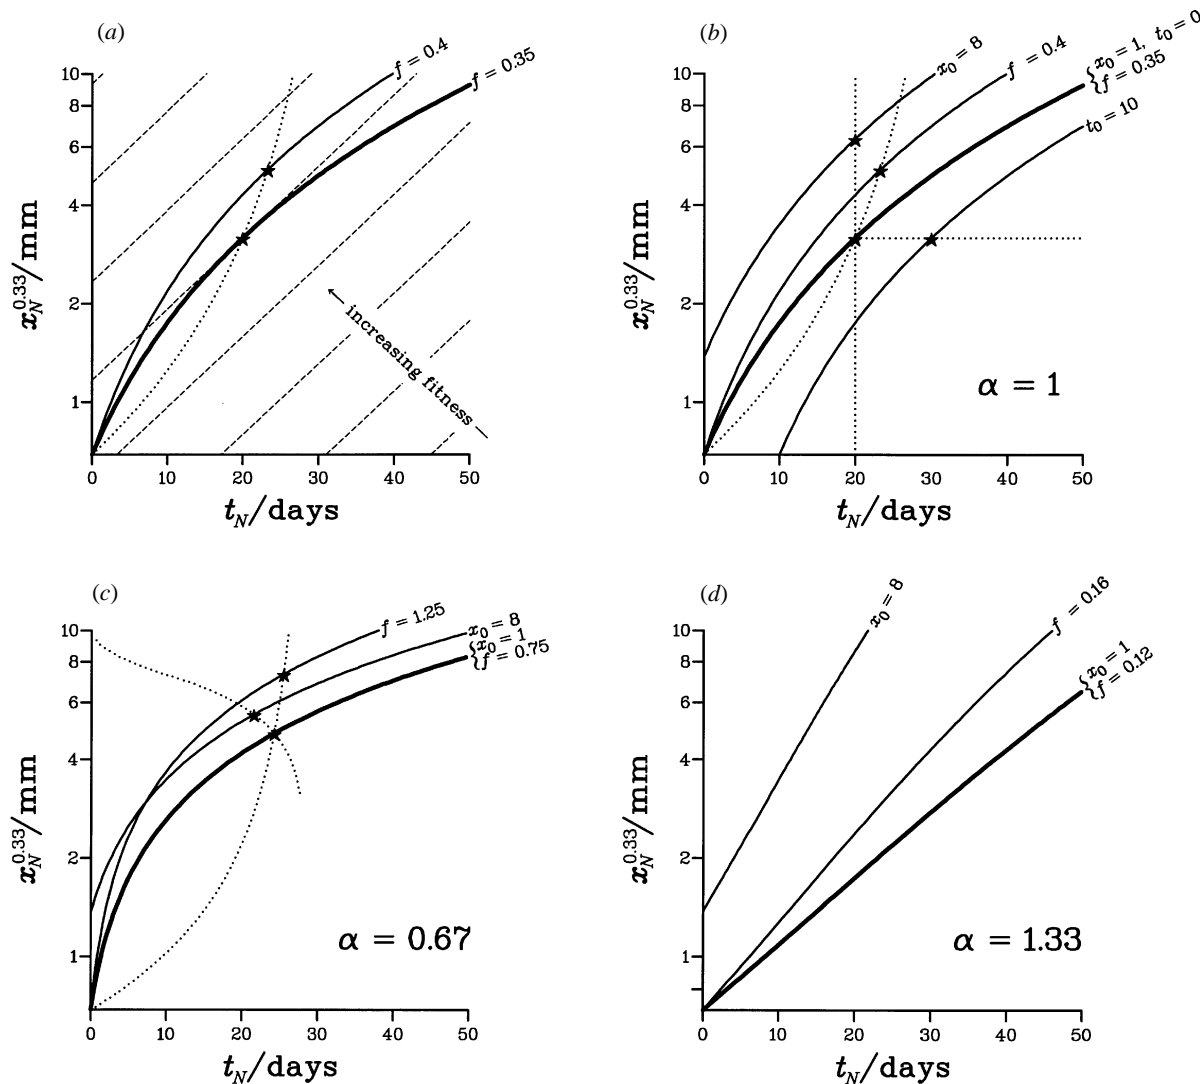 (a)
f = 0.4
f = 0.35
10
8
6
4
2
1
x_N^0.33/mm
← increasing fitness —
0 10 20 30 40 50
t_N/days
(b)
x_0 = 8
f = 0.4
{x_0 = 1, t_0 = 0
{f = 0.35
t_0 = 10
10
8
6
4
2
1
x_N^0.33/mm
α = 1
0 10 20 30 40 50
t_N/days
(c)
f = 1.25
x_0 = 8
{x_0 = 1
{f = 0.75
10
8
6
4
2
1
x_N^0.33/mm
α = 0.67
0 10 20 30 40 50
t_N/days
(d)
x_0 = 8
f = 0.16
{x_0 = 1
{f = 0.12
10
8
6
4
2
1
x_N^0.33/mm
α = 1.33
0 10 20 30 40 50
t_N/days